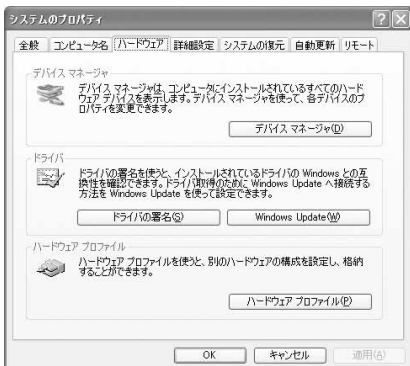 システムのプロパティ
全般 コンピュータ名 ハードウェア 詳細設定 システムの復元 自動更新 リモート
デバイス マネージャ
デバイス マネージャは、コンピュータにインストールされているすべてのハード
ウェア デバイスを表示します。デバイス マネージャを使って、各デバイスのプ
ロパティを変更できます。
デバイス マネージャ(D)
ドライバ
ドライバの署名を使うと、インストールされているドライバの Windows との互
換性を確認できます。ドライバ取得のために Windows Update へ接続する
方法を Windows Update を使って設定できます。
ドライバの署名(S) Windows Update(W)
ハードウェア プロファイル
ハードウェア プロファイルを使うと、別のハードウェアの構成を設定し、格納
することができます。
ハードウェア プロファイル(P)
OK キャンセル 適用(A)